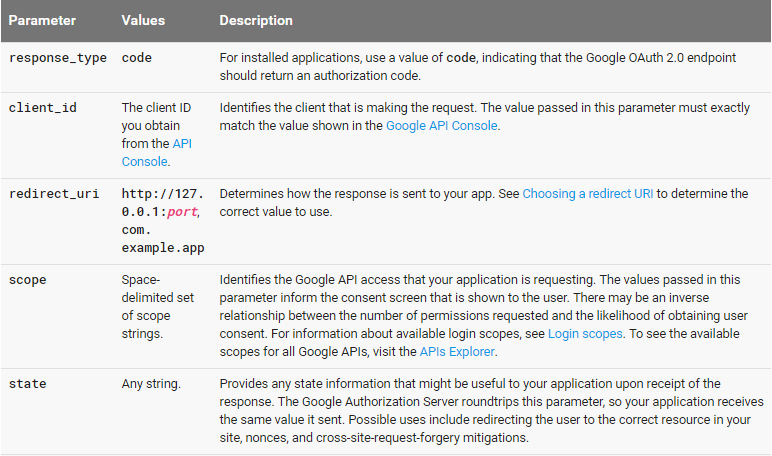 Parameter Values Description
response_type code For installed applications, use a value of code, indicating that the Google OAuth 2.0 endpoint
should return an authorization code.
client_id The client ID Identifies the client that is making the request. The value passed in this parameter must exactly
you obtain match the value shown in the Google API Console.
from the API
Console.
redirect_uri http://127. Determines how the response is sent to your app. See Choosing a redirect URI to determine the
0.0.1:port, correct value to use.
com.
example.app
scope Space- Identifies the Google API access that your application is requesting. The values passed in this
delimited set parameter inform the consent screen that is shown to the user. There may be an inverse
of scope relationship between the number of permissions requested and the likelihood of obtaining user
strings. consent. For information about available login scopes, see Login scopes. To see the available
scopes for all Google APIs, visit the APIs Explorer.
state Any string. Provides any state information that might be useful to your application upon receipt of the
response. The Google Authorization Server roundtrips this parameter, so your application receives
the same value it sent. Possible uses include redirecting the user to the correct resource in your
site, nonces, and cross-site-request-forgery mitigations.